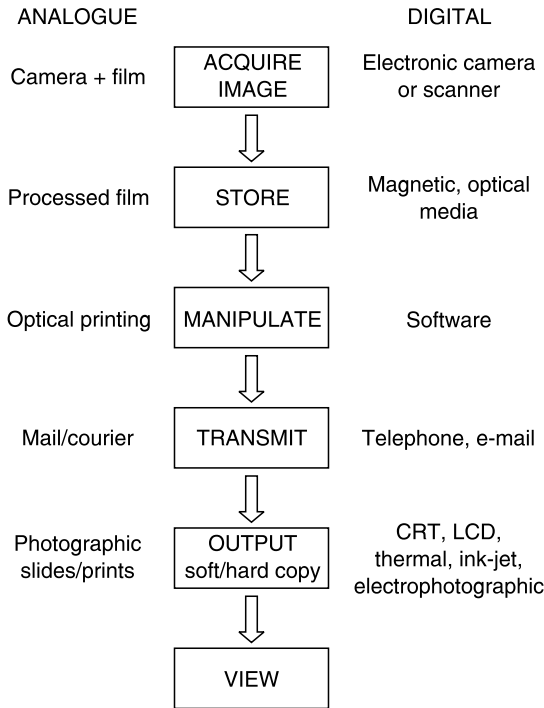 ANALOGUE
DIGITAL
Camera + film
ACQUIRE
IMAGE
Electronic camera
or scanner
Processed film
STORE
Magnetic, optical
media
Optical printing
MANIPULATE
Software
Mail/courier
TRANSMIT
Telephone, e-mail
Photographic
slides/prints
OUTPUT
soft/hard copy
CRT, LCD,
thermal, ink-jet,
electrophotographic
VIEW